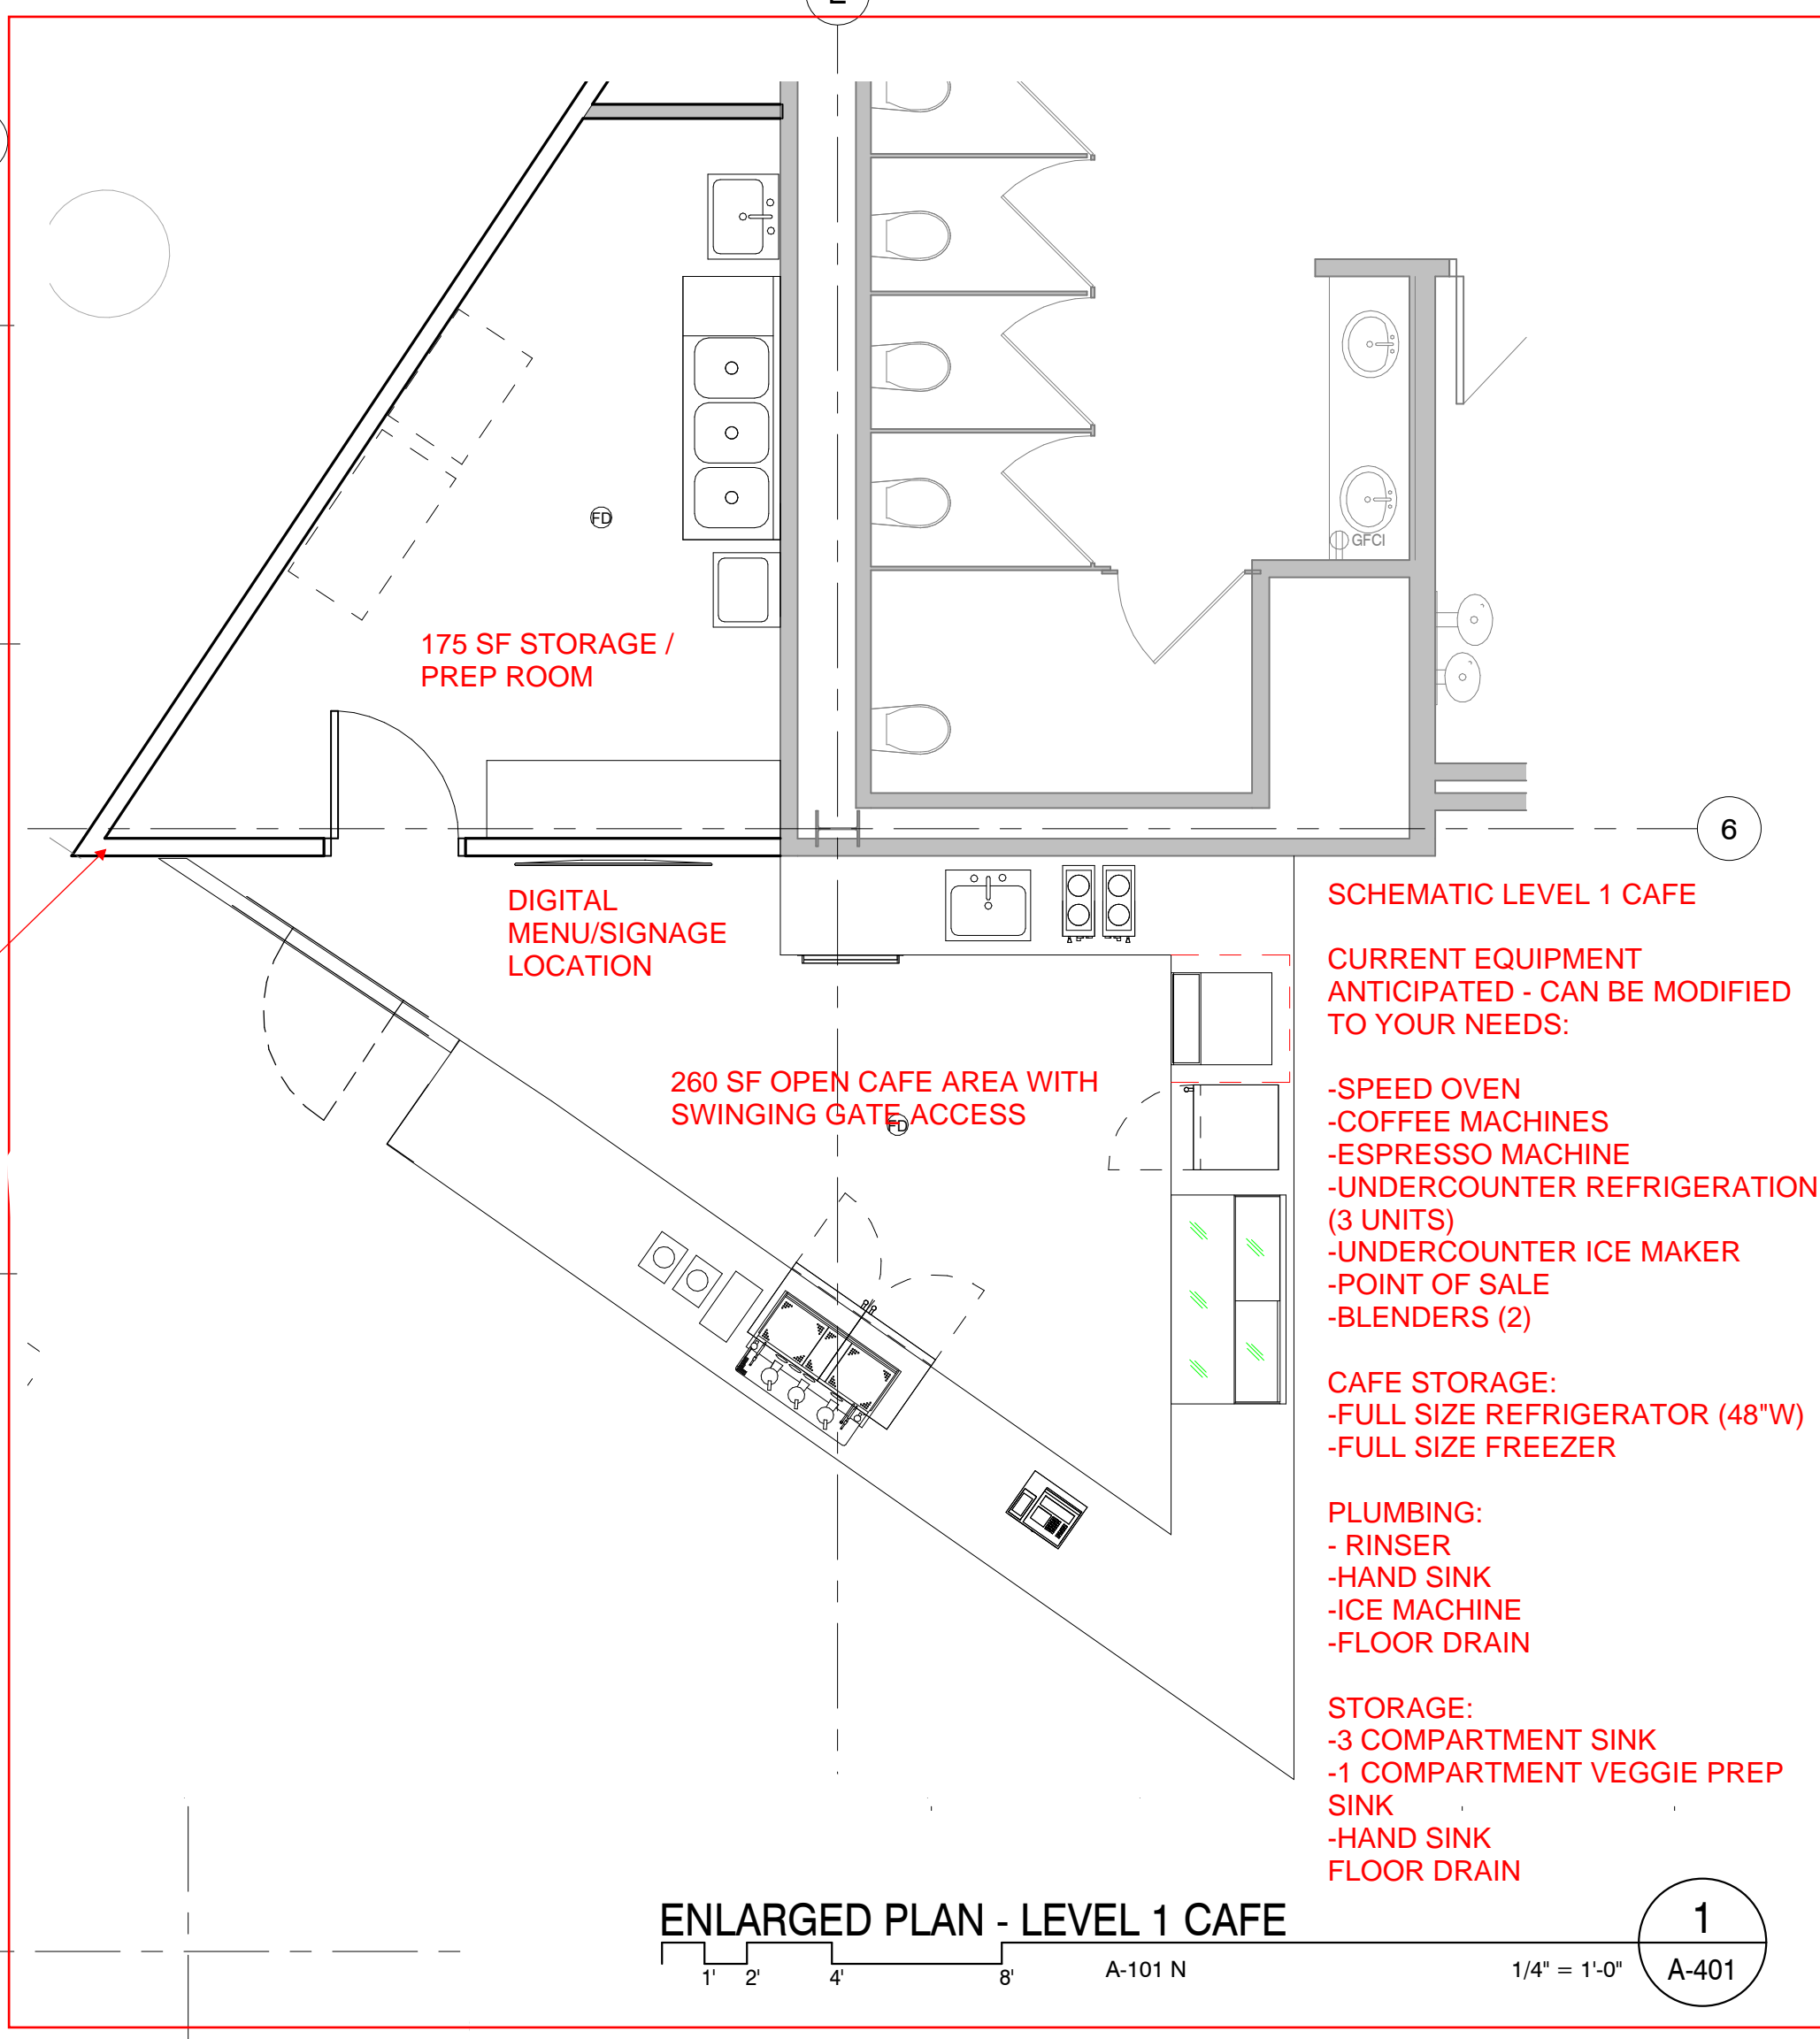 FD
GFCI
175 SF STORAGE /
PREP ROOM
6
DIGITAL
MENU/SIGNAGE
LOCATION
260 SF OPEN CAFE AREA WITH
SWINGING GATE ACCESS
FD
SCHEMATIC LEVEL 1 CAFE
CURRENT EQUIPMENT
ANTICIPATED - CAN BE MODIFIED
TO YOUR NEEDS:
-SPEED OVEN
-COFFEE MACHINES
-ESPRESSO MACHINE
-UNDERCOUNTER REFRIGERATION
(3 UNITS)
-UNDERCOUNTER ICE MAKER
-POINT OF SALE
-BLENDERS (2)
CAFE STORAGE:
-FULL SIZE REFRIGERATOR (48"W)
-FULL SIZE FREEZER
PLUMBING:
- RINSER
-HAND SINK
-ICE MACHINE
-FLOOR DRAIN
STORAGE:
-3 COMPARTMENT SINK
-1 COMPARTMENT VEGGIE PREP
SINK
-HAND SINK
FLOOR DRAIN
ENLARGED PLAN - LEVEL 1 CAFE
1' 2' 4' 8'
A-101 N
1/4" = 1'-0"
1
A-401